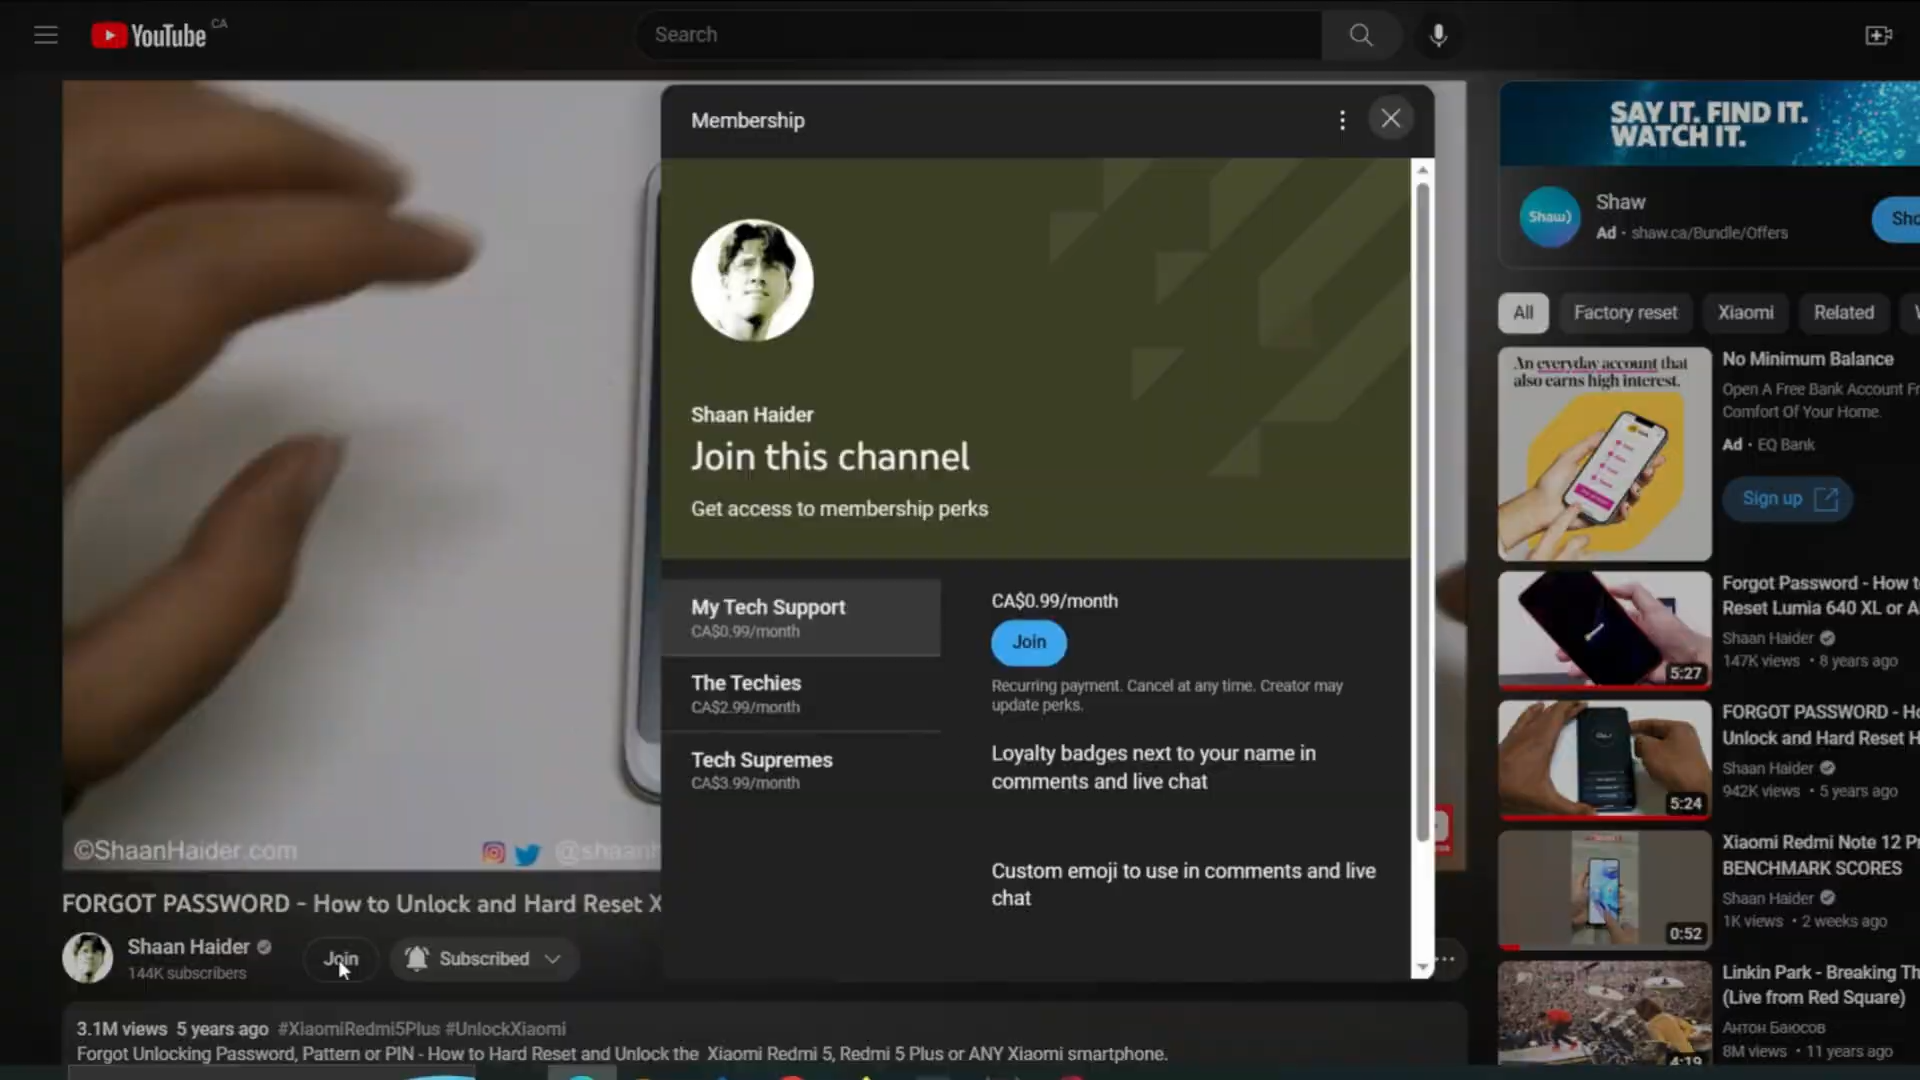 YouTube CA
Search
Membership
Shaan Haider
Join this channel
Get access to membership perks
My Tech Support
CA$0.99/month
The Techies
CA$2.99/month
Tech Supremes
CA$3.99/month
CA$0.99/month
Join
Recurring payment. Cancel at any time. Creator may
update perks.
Loyalty badges next to your name in
comments and live chat
Custom emoji to use in comments and live
chat
©ShaanHaider.com
FORGOT PASSWORD - How to Unlock and Hard Reset X
Shaan Haider
144K subscribers
Join
Subscribed
3.1M views 5 years ago #XiaomiRedmi5Plus #UnlockXiaomi
Forgot Unlocking Password, Pattern or PIN - How to Hard Reset and Unlock the Xiaomi Redmi 5, Redmi 5 Plus or ANY Xiaomi smartphone.
SAY IT. FIND IT.
WATCH IT.
Shaw)
Shaw
Ad · shaw.ca/Bundle/Offers
All
Factory reset
Xiaomi
Related
An everyday account that
also earns high interest.
No Minimum Balance
Open A Free Bank Account
Comfort Of Your Home.
Ad · EQ Bank
Sign up
Forgot Password - How
Reset Lumia 640 XL or
Shaan Haider
147K views • 8 years ago
5:27
FORGOT PASSWORD -
Unlock and Hard Reset
Shaan Haider
942K views • 5 years ago
5:24
Xiaomi Redmi Note 12
BENCHMARK SCORES
Shaan Haider
1K views • 2 weeks ago
0:52
Linkin Park - Breaking
(Live from Red Square)
Антон Баюсов
8M views • 11 years ago
4:19